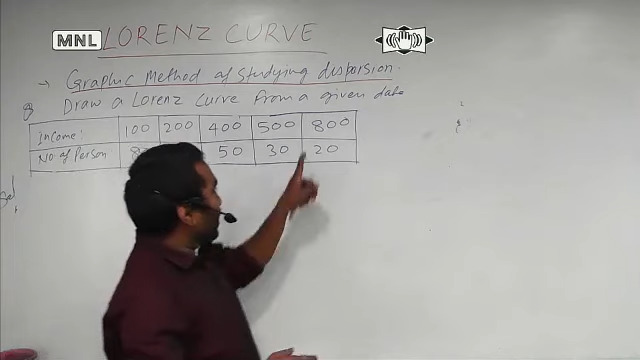 MNL
LORENZ CURVE
→ Graphic Method of studying dispersion.
Q Draw a Lorenz Curve from a given data
Income: 100 200 400 500 800
No of Person 50 30 20